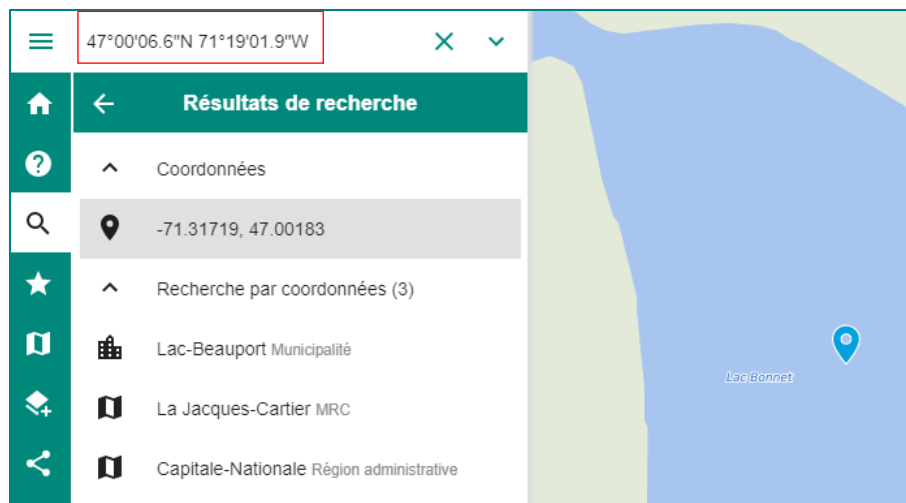 47°00'06.6"N 71°19'01.9"W
Résultats de recherche
Coordonnées
-71.31719, 47.00183
Recherche par coordonnées (3)
Lac-Beauport Municipalité
La Jacques-Cartier MRC
Capitale-Nationale Région administrative
Lac Bonnet